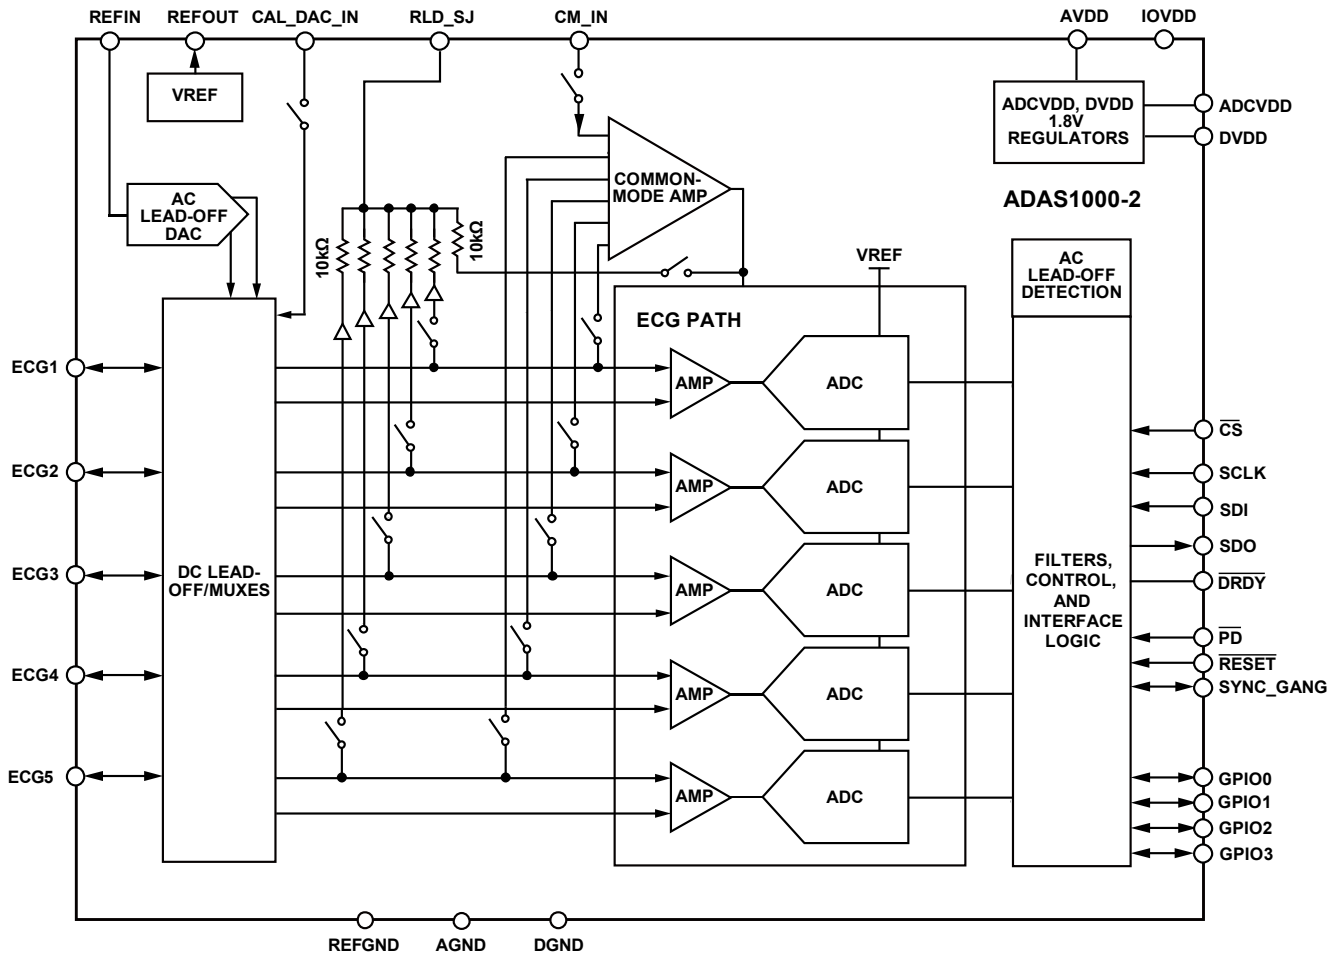 REFIN
REFOUT
CAL_DAC_IN
RLD_SJ
CM_IN
AVDD
IOVDD
VREF
ADCVDD, DVDD
1.8V
REGULATORS
ADCVDD
DVDD
AC
LEAD-OFF
DAC
COMMON-
MODE AMP
ADAS1000-2
10kΩ
10kΩ
VREF
AC
LEAD-OFF
DETECTION
ECG PATH
ECG1
AMP
ADC
CS
ECG2
AMP
ADC
SCLK
SDI
SDO
ECG3
DC LEAD-
OFF/MUXES
AMP
ADC
FILTERS,
CONTROL,
AND
INTERFACE
LOGIC
DRDY
PD
RESET
SYNC_GANG
ECG4
AMP
ADC
ECG5
AMP
ADC
GPIO0
GPIO1
GPIO2
GPIO3
REFGND
AGND
DGND